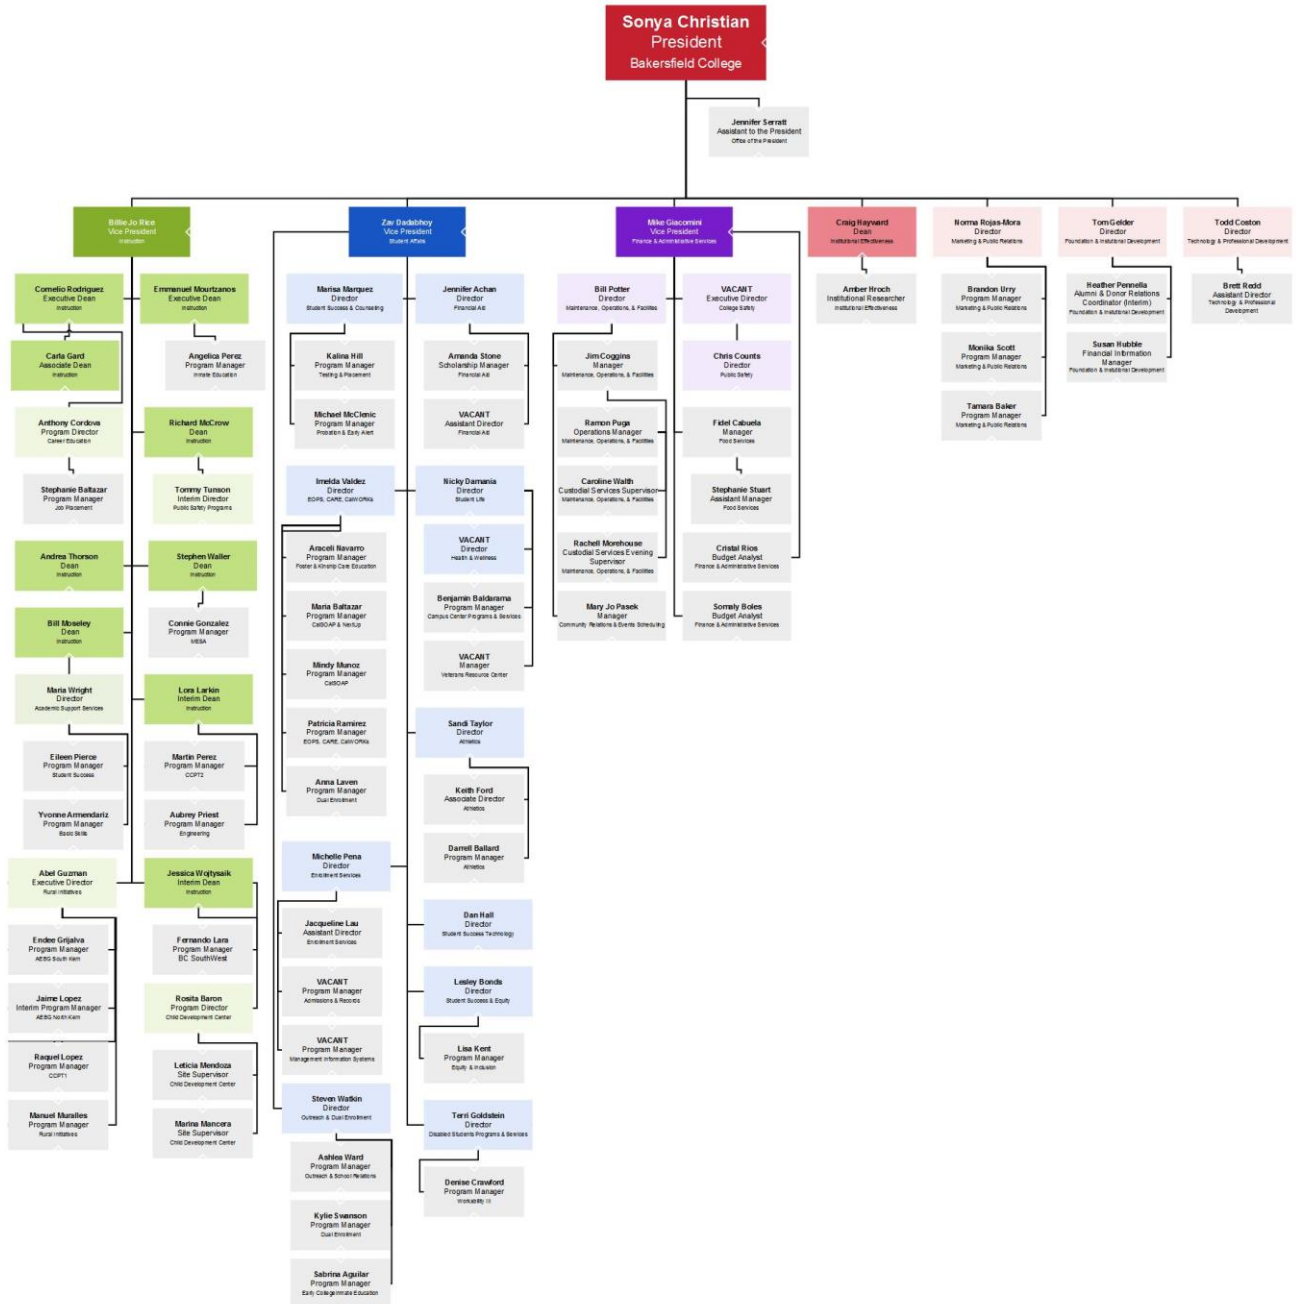 Sonya Christian
President
Bakersfield College
Jennifer Serratt
Assistant to the President
Office of the President
Billie Jo Rice
Vice President
Instruction
Cornelio Rodriguez
Executive Dean
Instruction
Emmanuel Mourtzanos
Executive Dean
Instruction
Carla Gard
Associate Dean
Instruction
Angelica Perez
Program Manager
Inmate Education
Anthony Cordova
Program Director
Career Education
Richard McCrow
Dean
Instruction
Stephanie Baltazar
Program Manager
Job Placement
Tommy Tunson
Interim Director
Public Safety Programs
Andrea Thorson
Dean
Instruction
Stephen Waller
Dean
Instruction
Bill Moseley
Dean
Instruction
Connie Gonzalez
Program Manager
MESA
Maria Wright
Director
Academic Support Services
Lora Larkin
Interim Dean
Instruction
Eileen Pierce
Program Manager
Student Success
Martin Perez
Program Manager
CCPT2
Yvonne Armendariz
Program Manager
Basic Skills
Aubrey Priest
Program Manager
Engineering
Abel Guzman
Executive Director
Rural Initiatives
Jessica Wojtysaik
Interim Dean
Instruction
Endee Grijalva
Program Manager
AEBG South Kern
Fernando Lara
Program Manager
BC SouthWest
Jaime Lopez
Interim Program Manager
AEBG North Kern
Rosita Baron
Program Director
Child Development Center
Raquel Lopez
Program Manager
CCPT1
Leticia Mendoza
Site Supervisor
Child Development Center
Manuel Muralles
Program Manager
Rural Initiatives
Marina Mancera
Site Supervisor
Child Development Center
Zav Dadabhoy
Vice President
Student Affairs
Marisa Marquez
Director
Student Success & Counseling
Jennifer Achan
Director
Financial Aid
Kalina Hill
Program Manager
Testing & Placement
Amanda Stone
Scholarship Manager
Financial Aid
Michael McClenic
Program Manager
Probation & Early Alert
VACANT
Assistant Director
Financial Aid
Imelda Valdez
Director
EOPS, CARE, CalWORKs
Nicky Damania
Director
Student Life
Araceli Navarro
Program Manager
Foster & Kinship Care Education
VACANT
Director
Health & Wellness
Maria Baltazar
Program Manager
CalSOAP & NextUp
Benjamin Baldarama
Program Manager
Campus Center Programs & Services
Mindy Munoz
Program Manager
CalSOAP
VACANT
Manager
Veterans Resource Center
Patricia Ramirez
Program Manager
EOPS, CARE, CalWORKs
Sandi Taylor
Director
Athletics
Anna Laven
Program Manager
Dual Enrollment
Keith Ford
Associate Director
Athletics
Darrell Ballard
Program Manager
Athletics
Michelle Pena
Director
Enrollment Services
Jacqueline Lau
Assistant Director
Enrollment Services
Dan Hall
Director
Student Success Technology
VACANT
Program Manager
Admissions & Records
Lesley Bonds
Director
Student Success & Equity
VACANT
Program Manager
Management Information Systems
Lisa Kent
Program Manager
Equity & Inclusion
Steven Watkin
Director
Outreach & Dual Enrollment
Terri Goldstein
Director
Disabled Students Programs & Services
Ashlea Ward
Program Manager
Outreach & School Relations
Denise Crawford
Program Manager
Workability III
Kylie Swanson
Program Manager
Dual Enrollment
Sabrina Aguilar
Program Manager
Early College/Inmate Education
Mike Giacomini
Vice President
Finance & Administrative Services
Bill Potter
Director
Maintenance, Operations, & Facilites
VACANT
Executive Director
College Safety
Jim Coggins
Manager
Maintenance, Operations, & Facilities
Chris Counts
Director
Public Safety
Ramon Puga
Operations Manager
Maintenance, Operations, & Facilities
Fidel Cabuela
Manager
Food Services
Caroline Walth
Custodial Services Supervisor
Maintenance, Operations, & Facilities
Stephanie Stuart
Assistant Manager
Food Services
Rachell Morehouse
Custodial Services Evening
Supervisor
Maintenance, Operations, & Facilities
Cristal Rios
Budget Analyst
Finance & Administrative Services
Mary Jo Pasek
Manager
Community Relations & Events Scheduling
Somaly Boles
Budget Analyst
Finance & Administrative Services
Craig Hayward
Dean
Institutional Effectiveness
Amber Hroch
Institutional Researcher
Institutional Effectiveness
Norma Rojas-Mora
Director
Marketing & Public Relations
Brandon Urry
Program Manager
Marketing & Public Relations
Monika Scott
Program Manager
Marketing & Public Relations
Tamara Baker
Program Manager
Marketing & Public Relations
Tom Gelder
Director
Foundation & Instutional Development
Heather Pennella
Alumni & Donor Relations
Coordinator (Interim)
Foundation & Instutional Development
Susan Hubble
Financial Information
Manager
Foundation & Instutional Development
Todd Coston
Director
Technology & Professional Development
Brett Redd
Assistant Director
Technology & Professional
Development